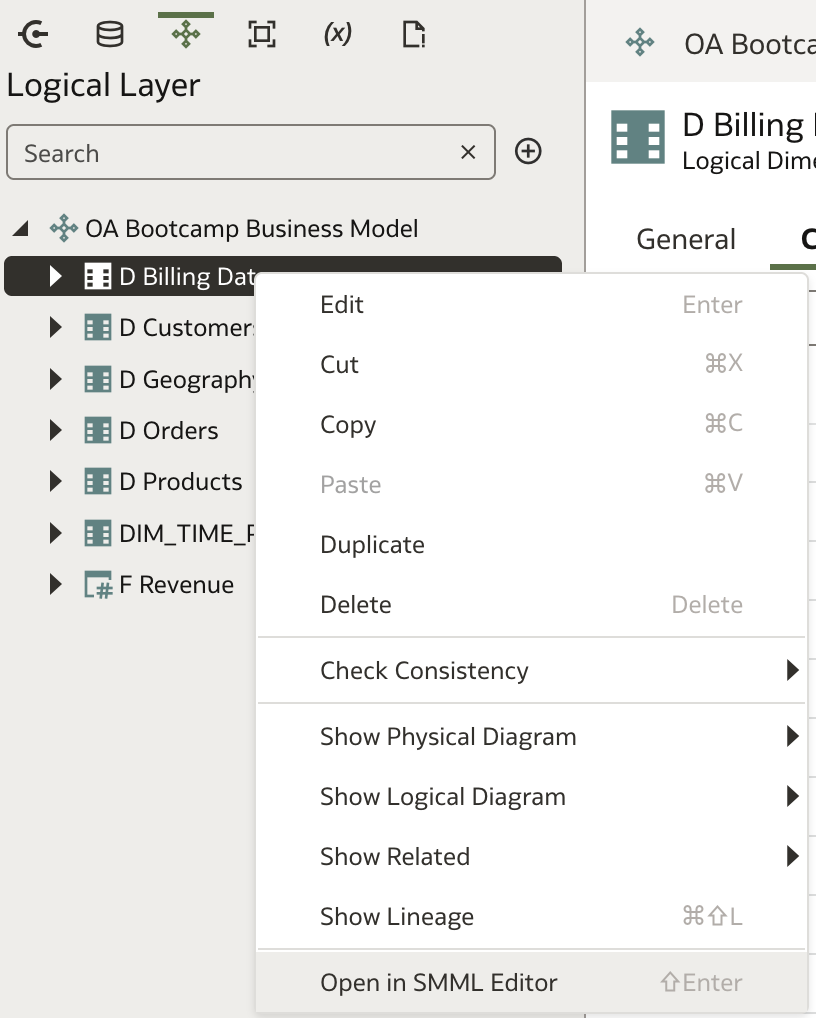 (x)
Logical Layer
Search
OA Bootcamp Business Model
D Billing Dat
D Customers
D Geography
D Orders
D Products
DIM_TIME_
F Revenue
Edit Enter
Cut ⌘X
Copy ⌘C
Paste ⌘V
Duplicate
Delete Delete
Check Consistency
Show Physical Diagram
Show Logical Diagram
Show Related
Show Lineage ⌘⇧L
Open in SMML Editor ⇧Enter
OA Bootca
D Billing
Logical Dime
General